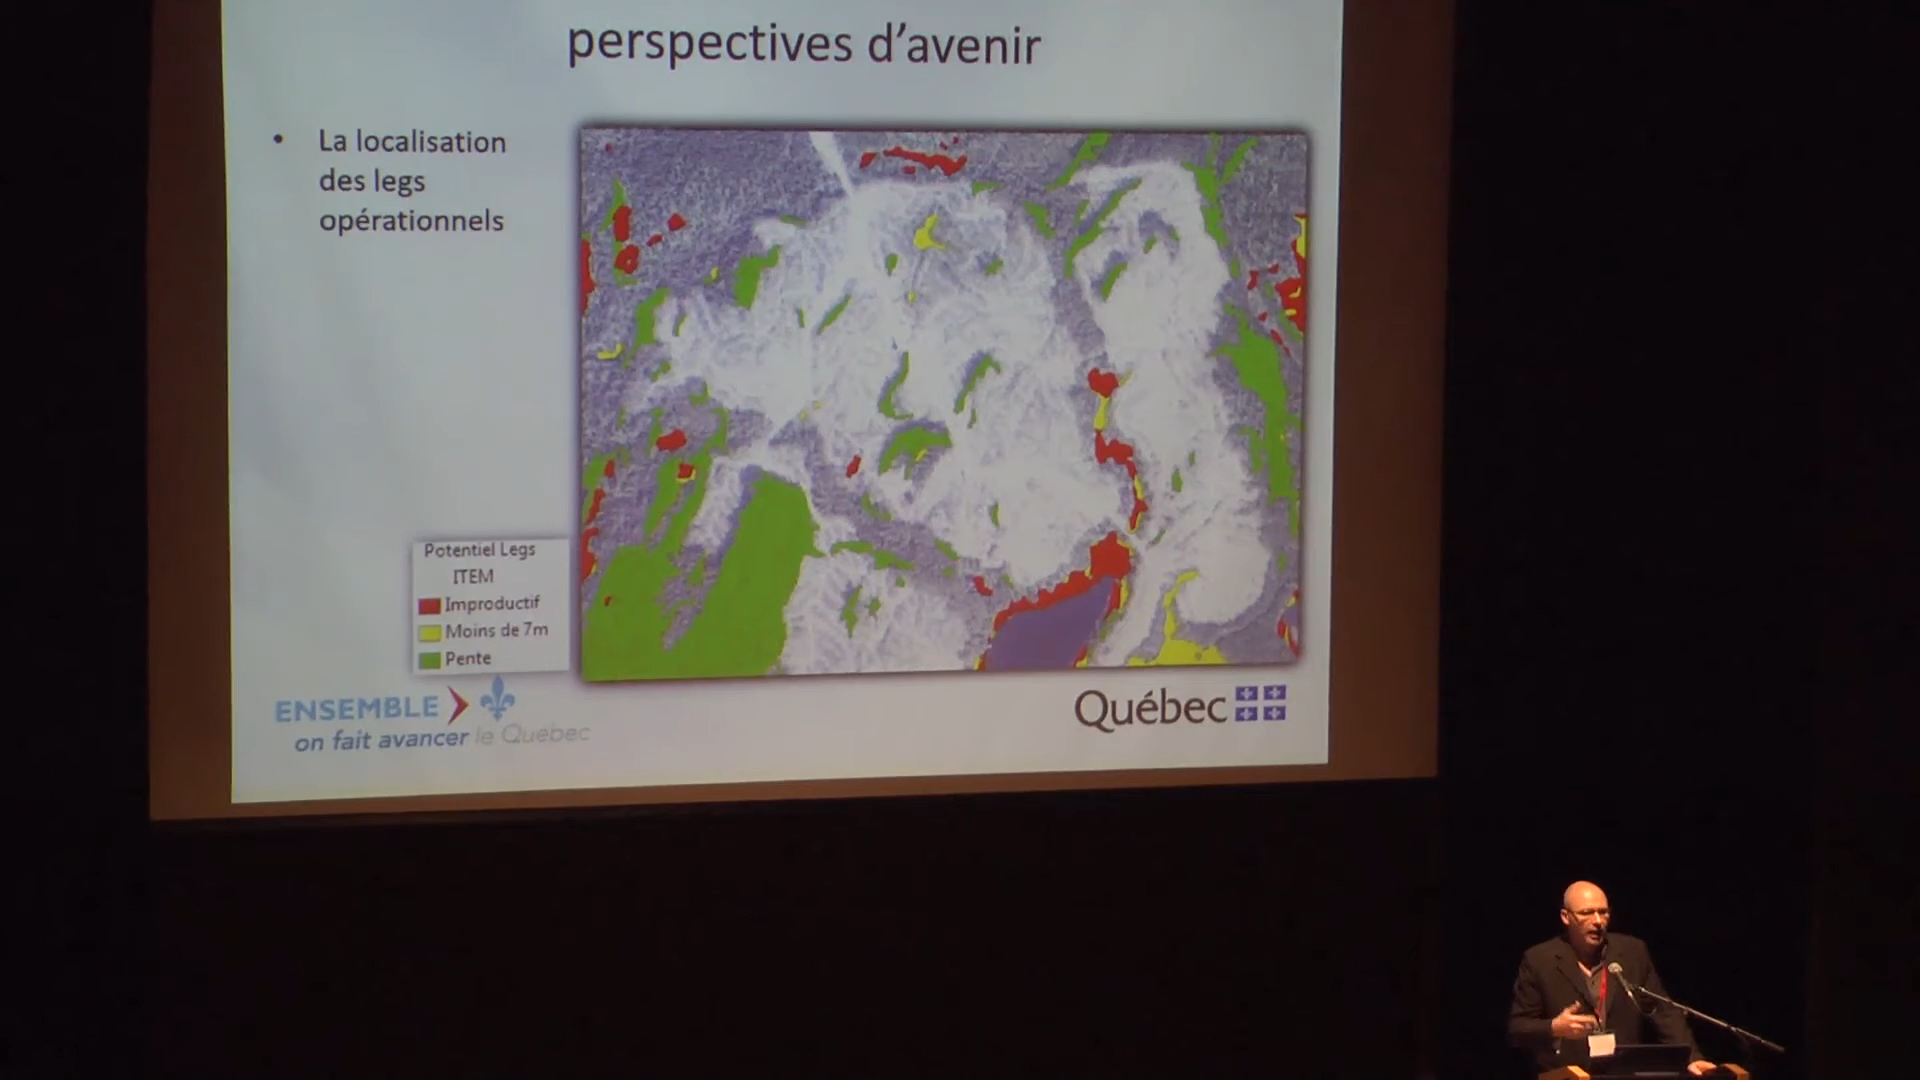 perspectives d'avenir
• La localisation
des legs
opérationnels
Potentiel Legs
ITEM
Improductif
Moins de 7m
Pente
ENSEMBLE
on fait avancer le Québec
Québec